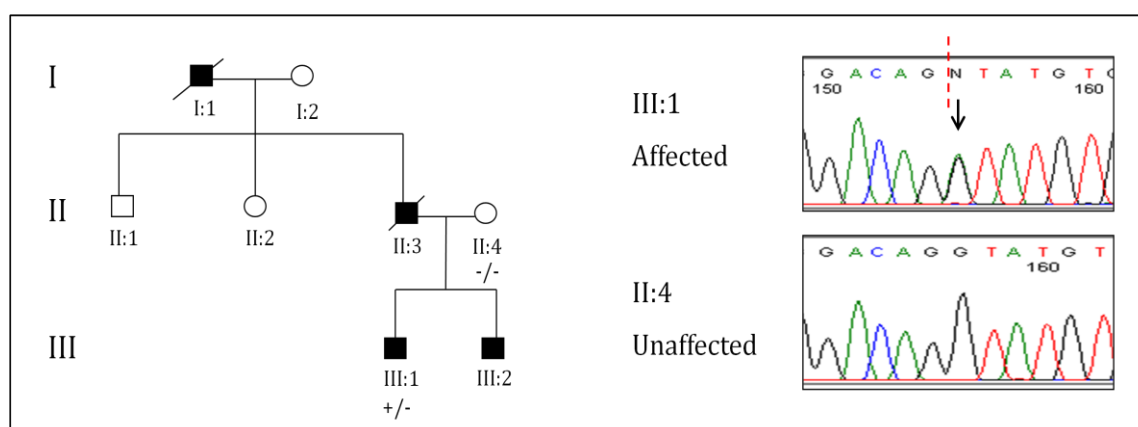 I
I:1
I:2
II
II:1
II:2
II:3
II:4
-/-
III
III:1
+/-
III:2
III:1
Affected
G A C A G N T A T G T
150
160
II:4
Unaffected
G A C A G G T A T G T
160